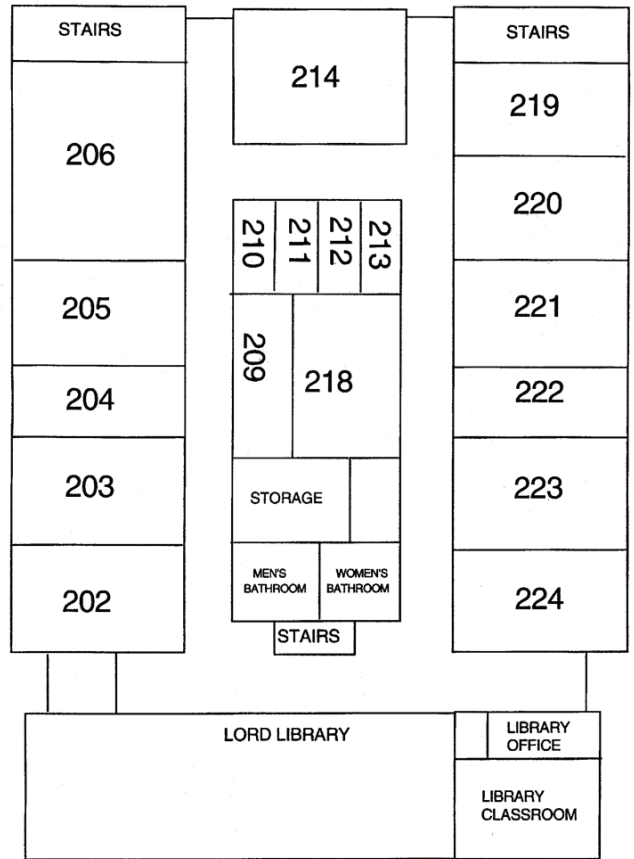 STAIRS
206
205
204
203
202
214
210
211
212
213
209
218
STORAGE
MEN'S
BATHROOM
WOMEN'S
BATHROOM
STAIRS
STAIRS
219
220
221
222
223
224
LORD LIBRARY
LIBRARY
OFFICE
LIBRARY
CLASSROOM